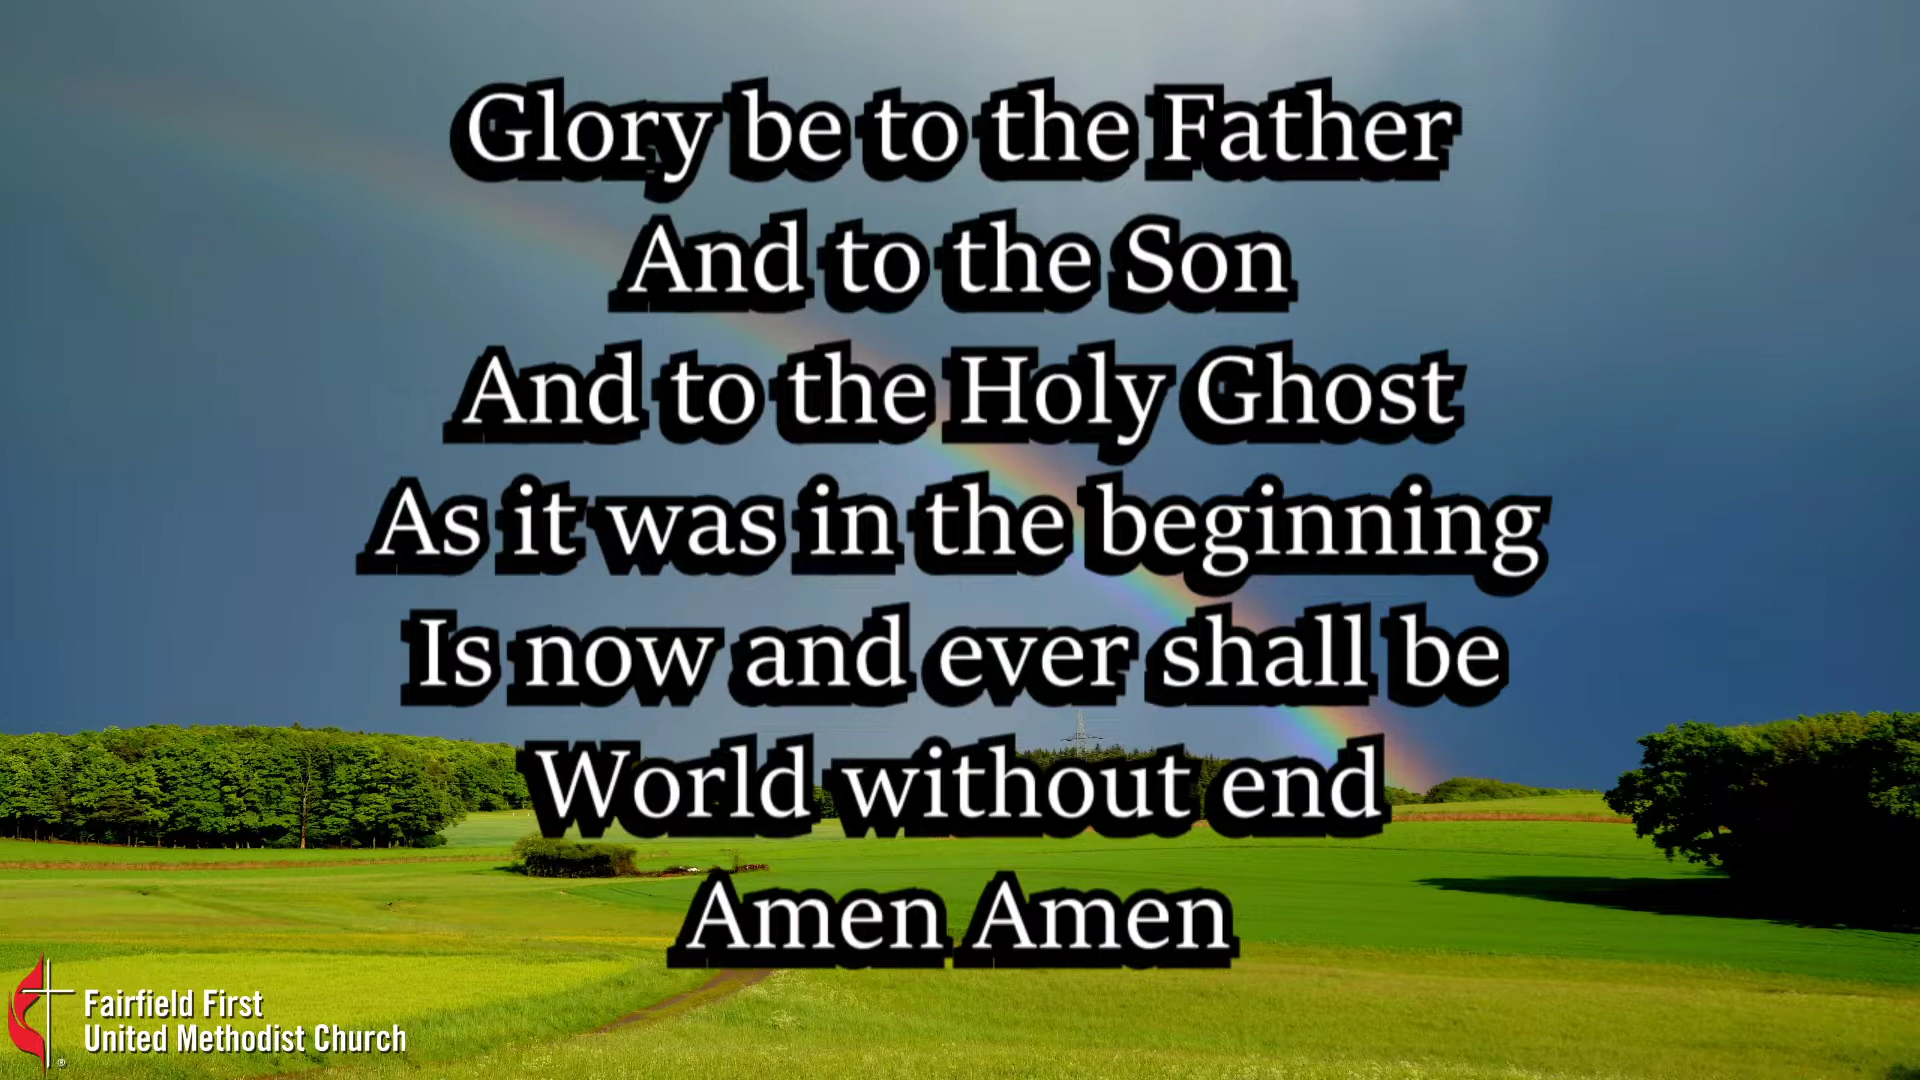 Glory be to the Father
And to the Son
And to the Holy Ghost
As it was in the beginning
Is now and ever shall be
World without end
Amen Amen
Fairfield First
United Methodist Church
®